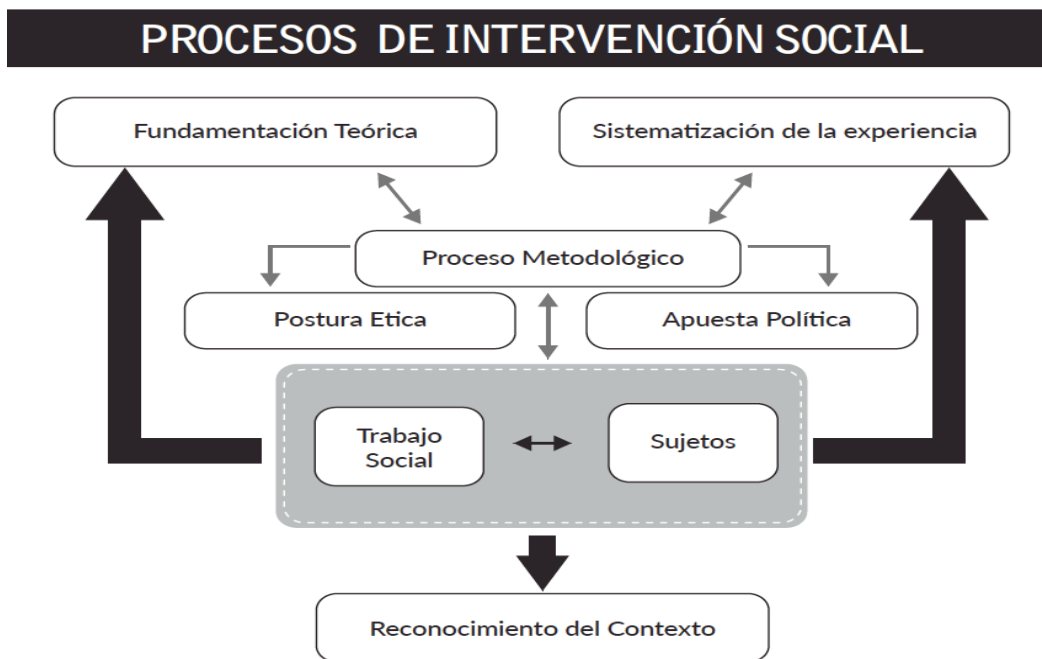 PROCESOS DE INTERVENCIÓN SOCIAL
Fundamentación Teórica
Sistematización de la experiencia
Proceso Metodológico
Postura Etica
Apuesta Política
Trabajo
Social
Sujetos
Reconocimiento del Contexto